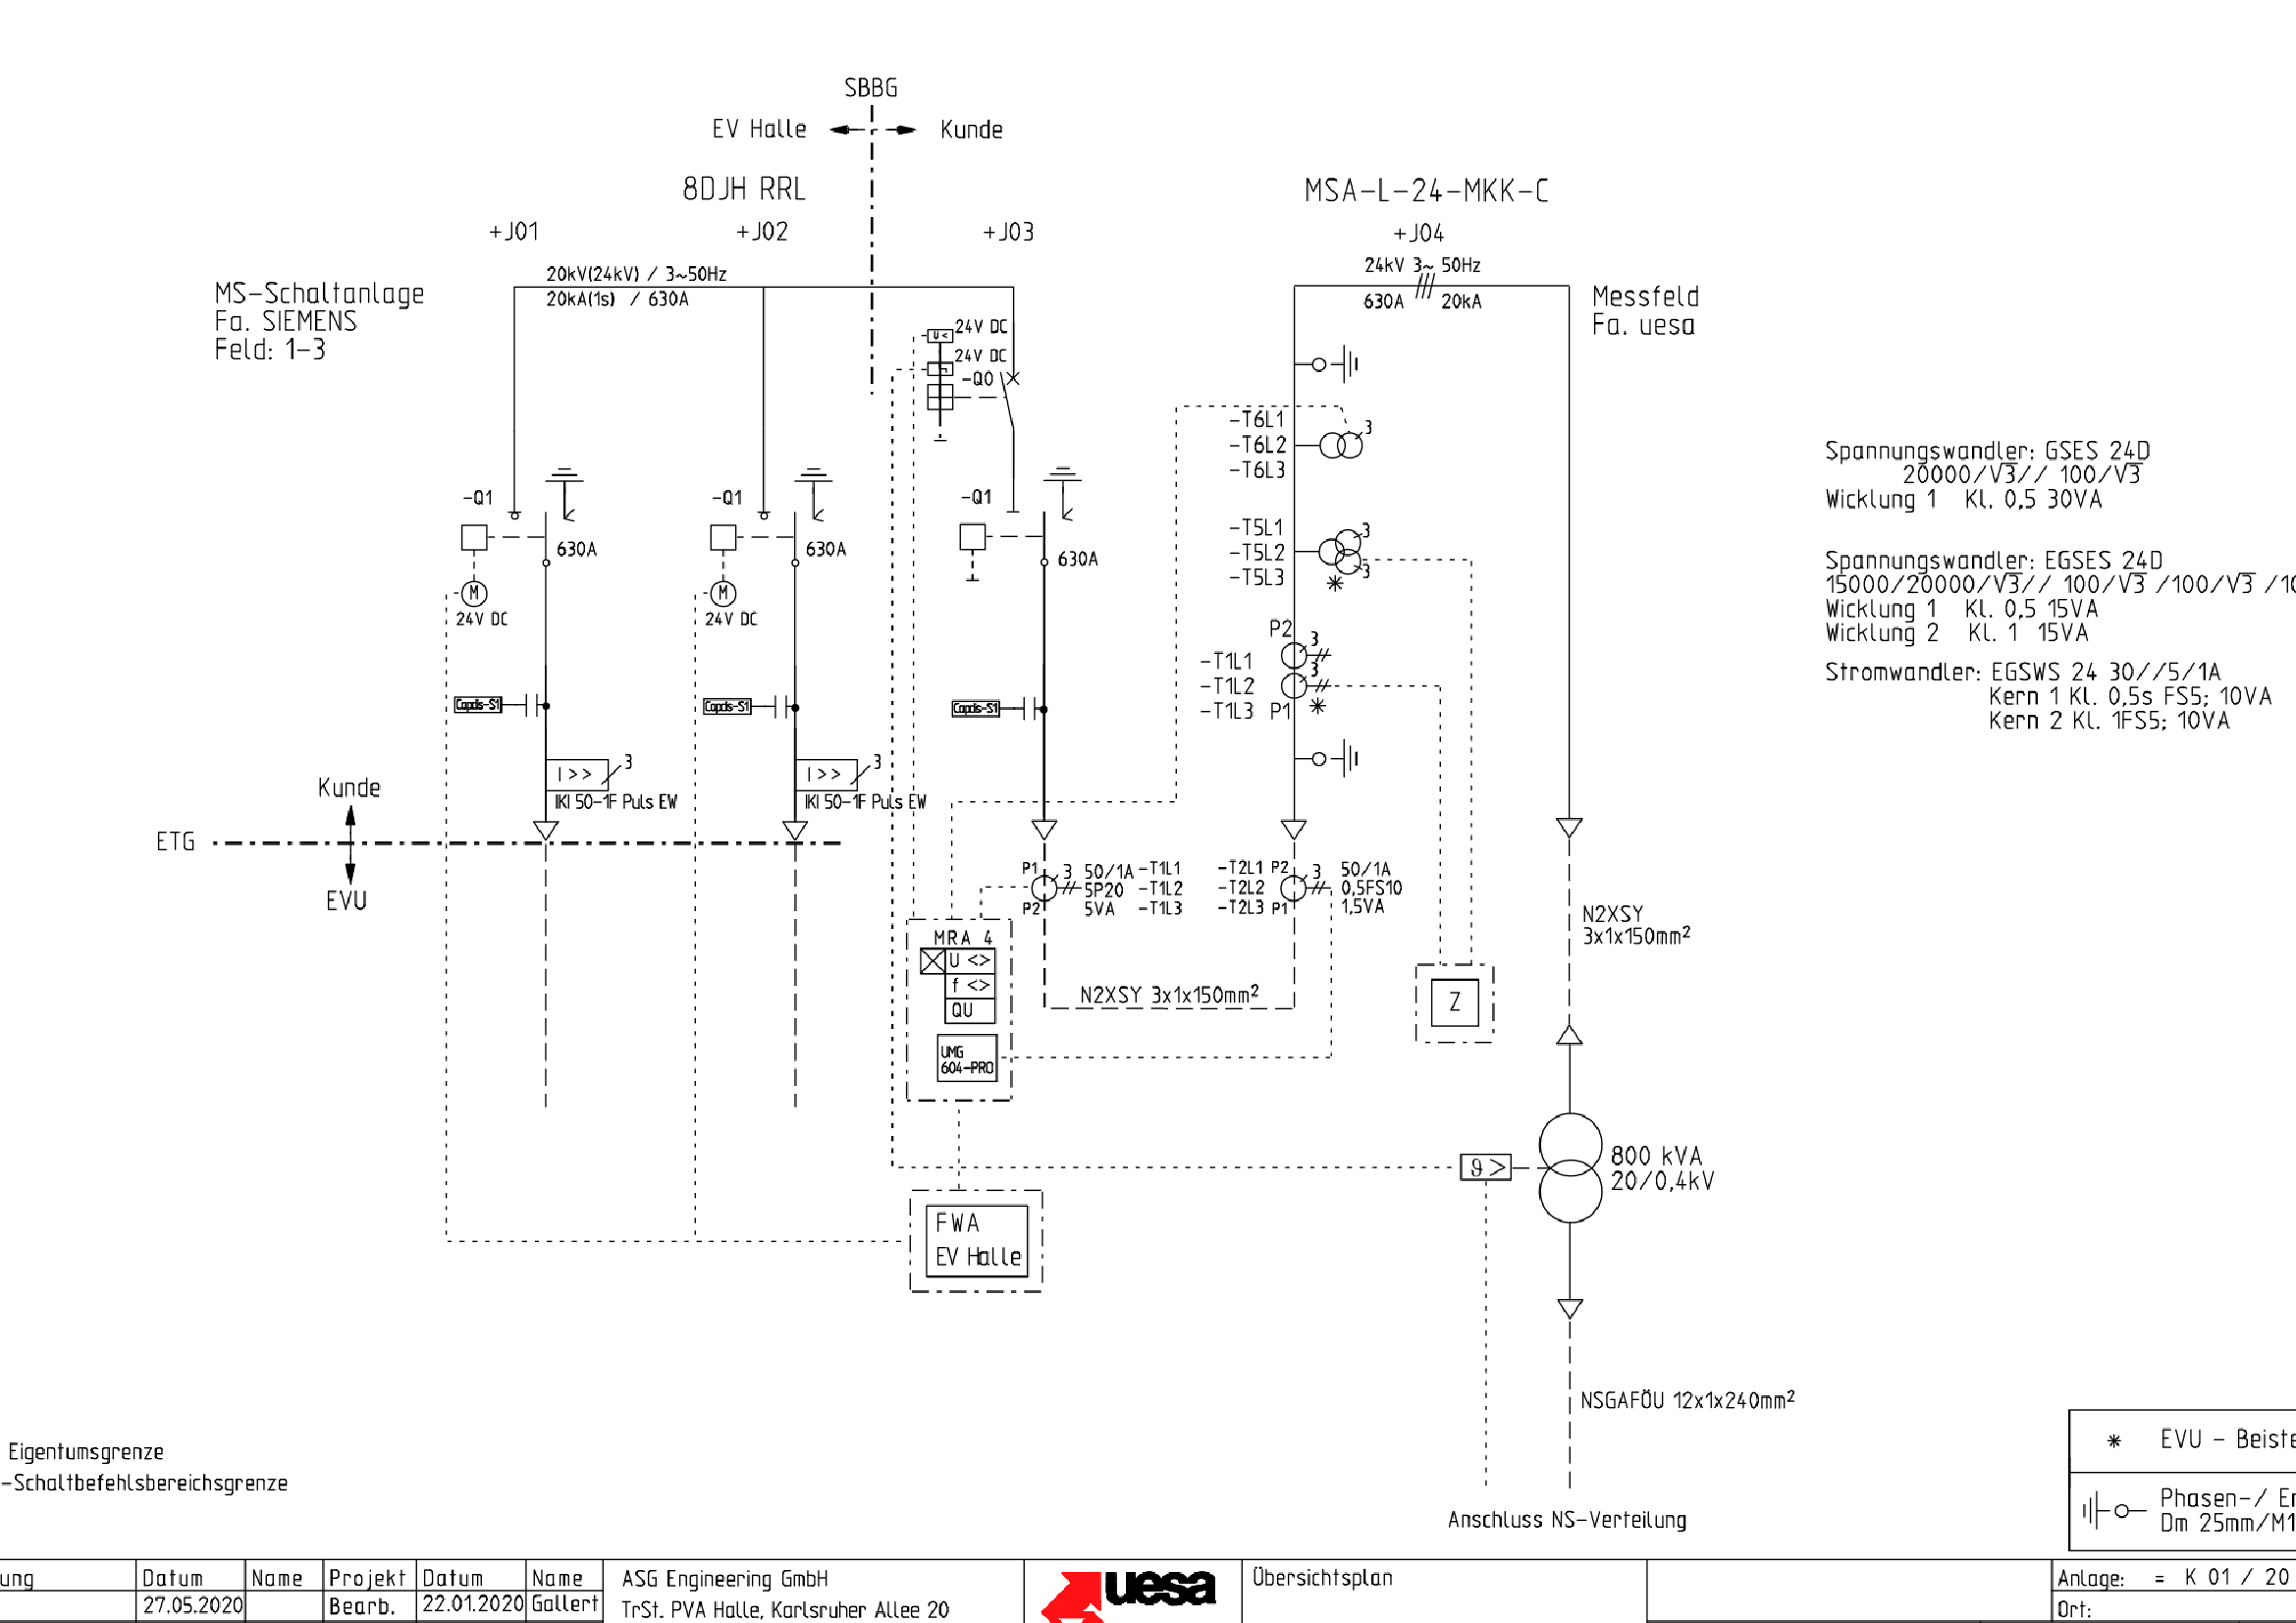 SBBG
EV Halle
Kunde
8DJH RRL
MSA-L-24-MKK-C
+J01
+J02
+J03
+J04
20kV(24kV) / 3~50Hz
20kA(1s) / 630A
24kV 3~ 50Hz
630A
20kA
MS-Schaltanlage
Fa. SIEMENS
Feld: 1-3
Messfeld
Fa. uesa
U<
24V DC
24V DC
-Q0
-T6L1
-T6L2
-T6L3
3
Spannungswandler: GSES 24D
20000/√3// 100/√3
Wicklung 1 Kl. 0,5 30VA
-Q1
630A
M
24V DC
-Q1
630A
M
24V DC
-Q1
630A
-T5L1
-T5L2
-T5L3
3
3
*
Spannungswandler: EGSES 24D
15000/20000/√3// 100/√3 /100/√3
Wicklung 1 Kl. 0,5 15VA
Wicklung 2 Kl. 1 15VA
P2
3
3
-T1L1
-T1L2
-T1L3
P1
*
Stromwandler: EGSWS 24 30//5/1A
Kern 1 Kl. 0,5s FS5; 10VA
Kern 2 Kl. 1FS5; 10VA
Capdis-S1
Capdis-S1
Capdis-S1
I>>
3
IKI 50-1F Puls EW
I>>
3
IKI 50-1F Puls EW
Kunde
ETG
EVU
P1
3
50/1A
5P20
5VA
P2
-T1L1
-T1L2
-T1L3
-T2L1
-T2L2
-T2L3
P2
P1
3
50/1A
0,5FS10
1,5VA
N2XSY
3x1x150mm²
MRA 4
U <>
f <>
QU
UMG
604-PRO
N2XSY 3x1x150mm²
Z
ϑ >
800 kVA
20/0,4kV
FWA
EV Halle
NSGAFÖU 12x1x240mm²
Anschluss NS-Verteilung
Eigentumsgrenze
-Schaltbefehlsbereichsgrenze
* EVU - Beiste
Phasen-/ Er
Dm 25mm/M1
ung
Datum
Name
Projekt
Datum
Name
27.05.2020
Bearb.
22.01.2020
Gallert
ASG Engineering GmbH
TrSt. PVA Halle, Karlsruher Allee 20
uesa
Übersichtsplan
Anlage: = K 01 / 20
Ort: